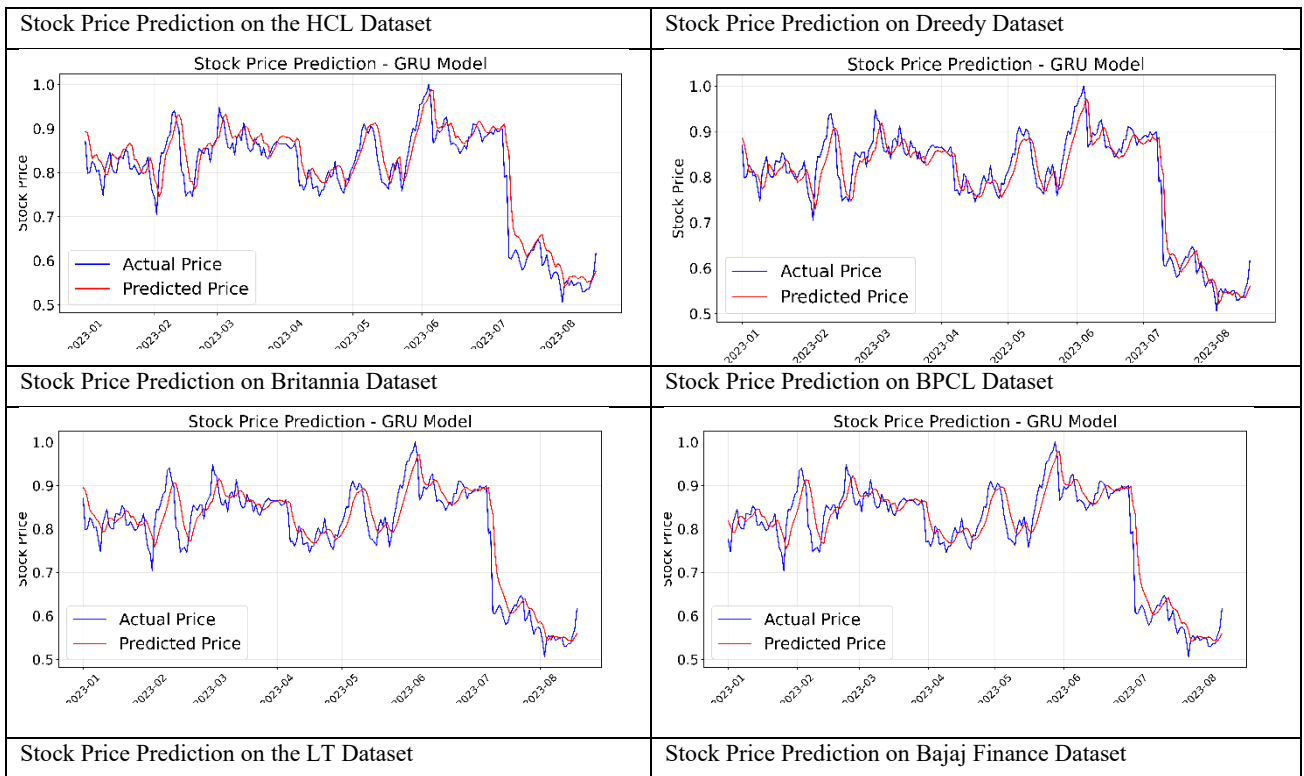 Stock Price Prediction on the HCL Dataset
Stock Price Prediction on Dreedy Dataset
Stock Price Prediction - GRU Model
1.0
0.9
0.8
0.7
0.6
0.5
Stock Price
Actual Price
Predicted Price
2023-01
2023-02
2023-03
2023-04
2023-05
2023-06
2023-07
2023-08
Stock Price Prediction - GRU Model
1.0
0.9
0.8
0.7
0.6
0.5
Stock Price
Actual Price
Predicted Price
2023-01
2023-02
2023-03
2023-04
2023-05
2023-06
2023-07
2023-08
Stock Price Prediction on Britannia Dataset
Stock Price Prediction on BPCL Dataset
Stock Price Prediction - GRU Model
1.0
0.9
0.8
0.7
0.6
0.5
Stock Price
Actual Price
Predicted Price
2023-01
2023-02
2023-03
2023-04
2023-05
2023-06
2023-07
2023-08
Stock Price Prediction - GRU Model
1.0
0.9
0.8
0.7
0.6
0.5
Stock Price
Actual Price
Predicted Price
2023-01
2023-02
2023-03
2023-04
2023-05
2023-06
2023-07
2023-08
Stock Price Prediction on the LT Dataset
Stock Price Prediction on Bajaj Finance Dataset